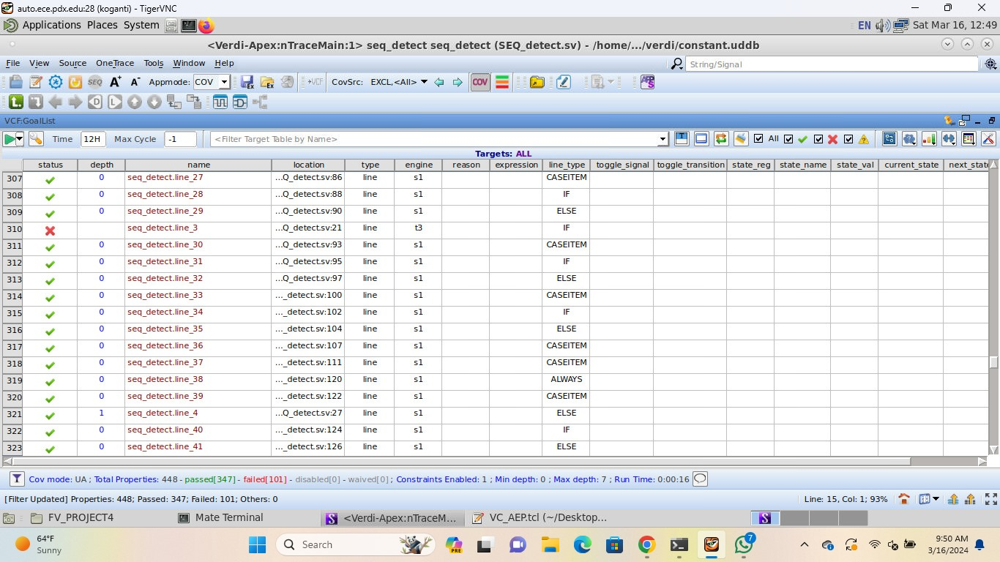 auto.ece.pdx.edu:28 (koganti) - TigerVNC
Applications Places System EN Sat Mar 16, 12:49
<Verdi-Apex:nTraceMain:1> seq_detect seq_detect (SEQ_detect.sv) - /home/.../verdi/constant.uddb
File View Source OneTrace Tools Window Help String/Signal
SEQ A+ A- Appmode: COV Ex Ex →VCF CovSrc: EXCL,<All> COV
VCF:GoalList
Time 12H Max Cycle -1 <Filter Target Table by Name> All
Targets: ALL
status depth name location type engine reason expression line_type toggle_signal toggle_transition state_reg state_name state_val current_state next_state
307 0 seq_detect.line_27 ...Q_detect.sv:86 line s1 CASEITEM
308 0 seq_detect.line_28 ...Q_detect.sv:88 line s1 IF
309 0 seq_detect.line_29 ...Q_detect.sv:90 line s1 ELSE
310 seq_detect.line_3 ...Q_detect.sv:21 line t3 IF
311 0 seq_detect.line_30 ...Q_detect.sv:93 line s1 CASEITEM
312 0 seq_detect.line_31 ...Q_detect.sv:95 line s1 IF
313 0 seq_detect.line_32 ...Q_detect.sv:97 line s1 ELSE
314 0 seq_detect.line_33 ..._detect.sv:100 line s1 CASEITEM
315 0 seq_detect.line_34 ..._detect.sv:102 line s1 IF
316 0 seq_detect.line_35 ..._detect.sv:104 line s1 ELSE
317 0 seq_detect.line_36 ..._detect.sv:107 line s1 CASEITEM
318 0 seq_detect.line_37 ..._detect.sv:111 line s1 CASEITEM
319 0 seq_detect.line_38 ..._detect.sv:120 line s1 ALWAYS
320 0 seq_detect.line_39 ..._detect.sv:122 line s1 CASEITEM
321 1 seq_detect.line_4 ...Q_detect.sv:27 line s1 ELSE
322 0 seq_detect.line_40 ..._detect.sv:124 line s1 IF
323 0 seq_detect.line_41 ..._detect.sv:126 line s1 ELSE
Cov mode: UA ; Total Properties: 448 - passed[347] - failed[101] - disabled[0] - waived[0] ; Constraints Enabled: 1 ; Min depth: 0 ; Max depth: 7 ; Run Time: 0:00:16
[Filter Updated] Properties: 448; Passed: 347; Failed: 101; Others: 0 Line: 15, Col: 1; 93%
FV_PROJECT4 Mate Terminal <Verdi-Apex:nTraceM... VC_AEP.tcl (~/Desktop...
64°F
Sunny
Search
PRE
7
9:50 AM
3/16/2024